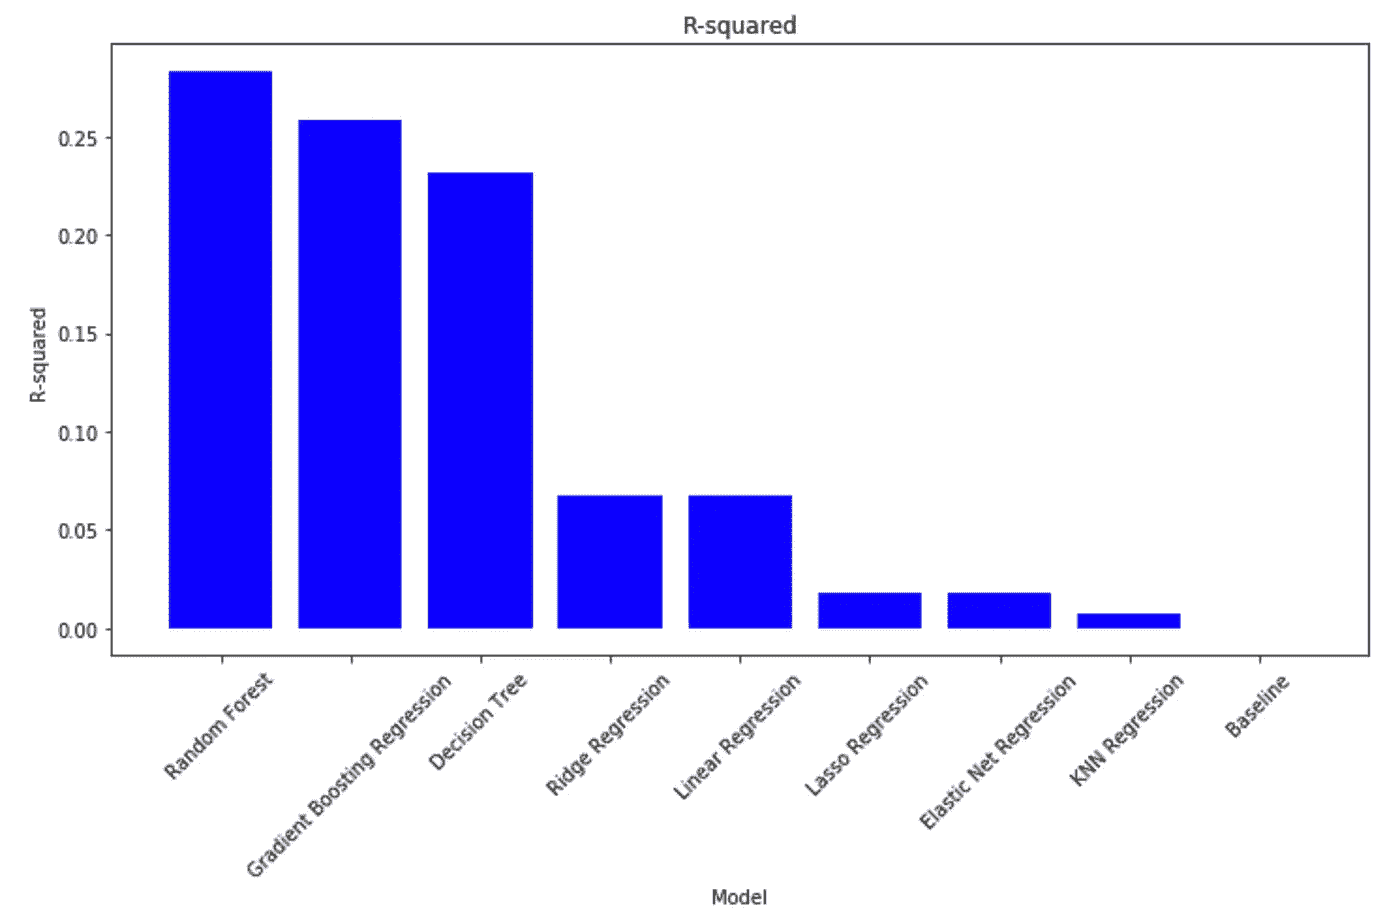 R-squared
R-squared
0.25
0.20
0.15
0.10
0.05
0.00
Random Forest
Gradient Boosting Regression
Decision Tree
Ridge Regression
Linear Regression
Lasso Regression
Elastic Net Regression
KNN Regression
Baseline
Model